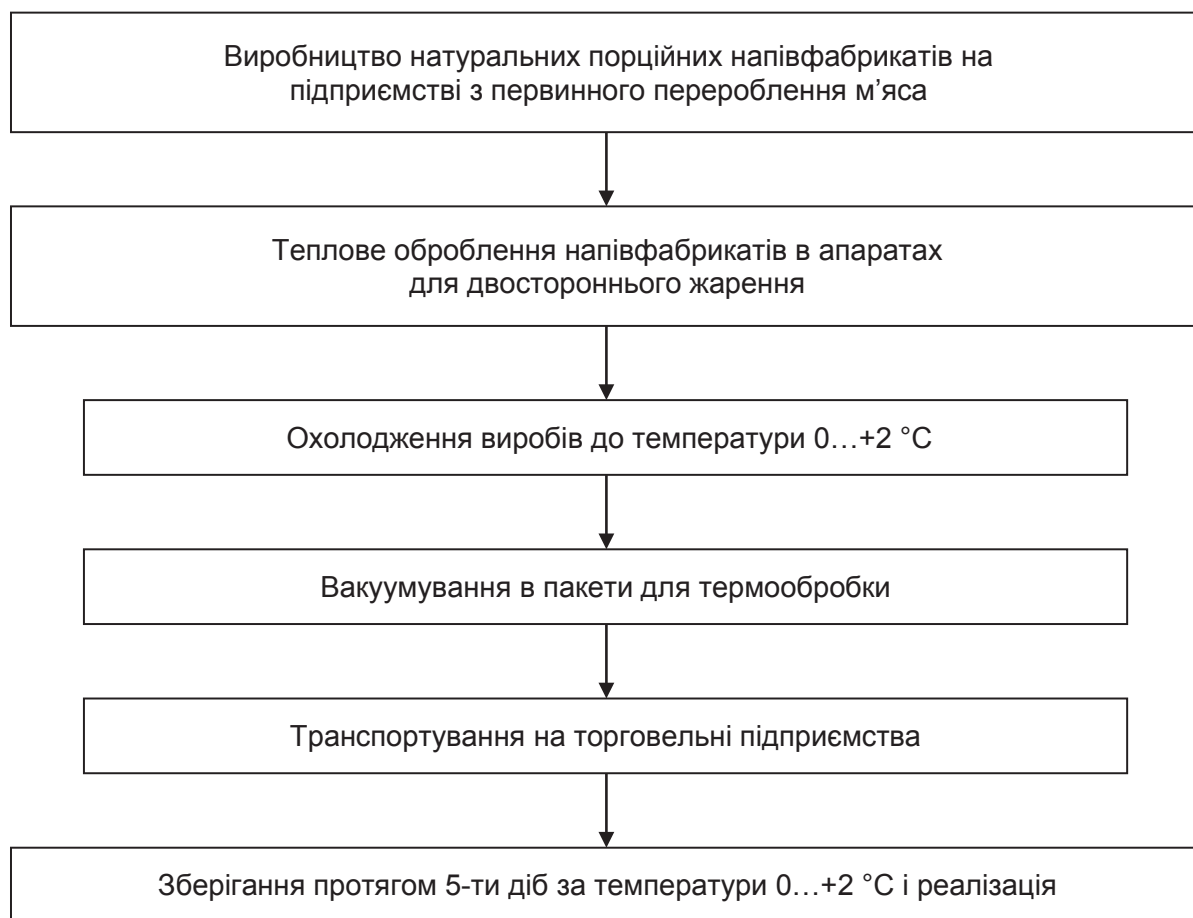 Виробництво натуральних порційних напівфабрикатів на
підприємстві з первинного перероблення м’яса
Теплове оброблення напівфабрикатів в апаратах
для двостороннього жарення
Охолодження виробів до температури 0…+2 °С
Вакуумування в пакети для термообробки
Транспортування на торговельні підприємства
Зберігання протягом 5-ти діб за температури 0…+2 °С і реалізація